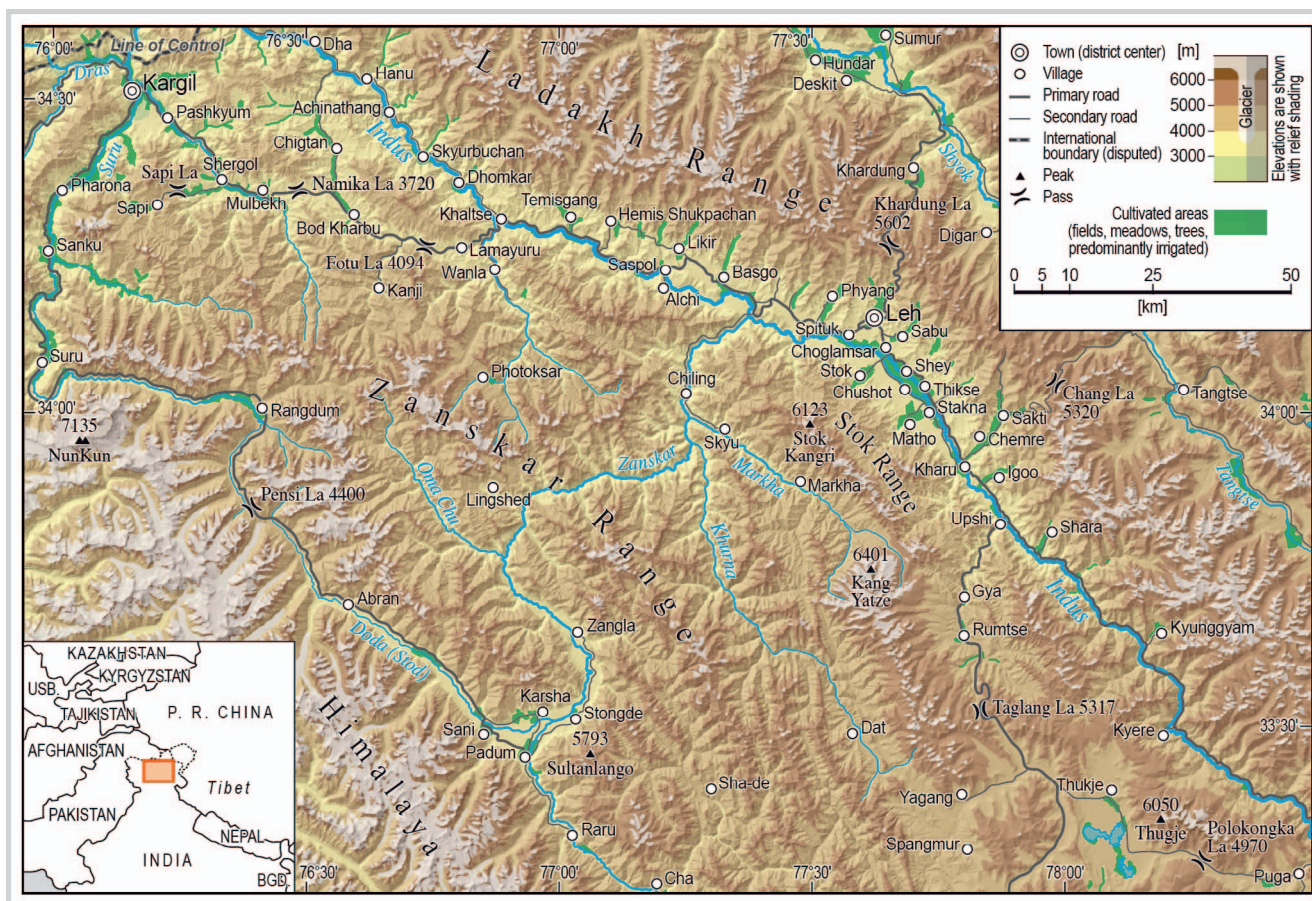 76°00'
Line of Control
76°30'
Dha
77°00'
77°30'
Sumur
Dras
Hundar
Deskit
Kargil
34°30'
Hanu
Pashkyum
Achinathang
Ladakh Range
Indus
Chigtan
Skyurbuchan
Shyok
Suru
Shergol
Sapi La
Khardung
Pharona
Namika La 3720
Dhomkar
Sapi
Mulbekh
Khardung La
5602
Khaltse
Temisgang
Hemis Shukpachan
Bod Kharbu
Digar
Sanku
Lamayuru
Likir
Fotu La 4094
Wanla
Saspol
Basgo
Kanji
Alchi
Phyang
Leh
Spituk
Sabu
Choglamsar
Suru
Photoksar
Chiling
Stok
Shey
Chushot
Thikse
Chang La
5320
Tangtse
Zanskar Range
Rangdum
34°00'
7135
NunKun
6123
Stok
Kangri
Stok Range
Stakna
Sakti
34°00'
Skyu
Matho
Chemre
Zanskar
Markha
Kharu
Igoo
Markha
Oma Chu
Lingshed
Pensi La 4400
Tangtse
Upshi
Shara
Khurna
6401
Kang
Yatze
Gya
Indus
Abran
Zangla
Rumtse
Kyunggyam
Doda (Stod)
Himalaya
Karsha
Stongde
Taglang La 5317
Sani
Padum
5793
Sultanlango
Dat
33°30'
Kyere
Sha-de
Yagang
Thukje
6050
Thugje
Raru
Spangmur
Polokongka
La 4970
76°30'
77°00'
Cha
77°30'
78°00'
Puga
Town (district center)
Village
Primary road
Secondary road
International
boundary (disputed)
Peak
Pass
[m]
6000
5000
4000
3000
Glacier
Elevations are shown
with relief shading
Cultivated areas
(fields, meadows, trees,
predominantly irrigated)
0 5 10 25 50
[km]
KAZAKHSTAN
KYRGYZSTAN
USB.
TAJIKISTAN
P. R. CHINA
AFGHANISTAN
Tibet
PAKISTAN
NEPAL
INDIA
BGD.